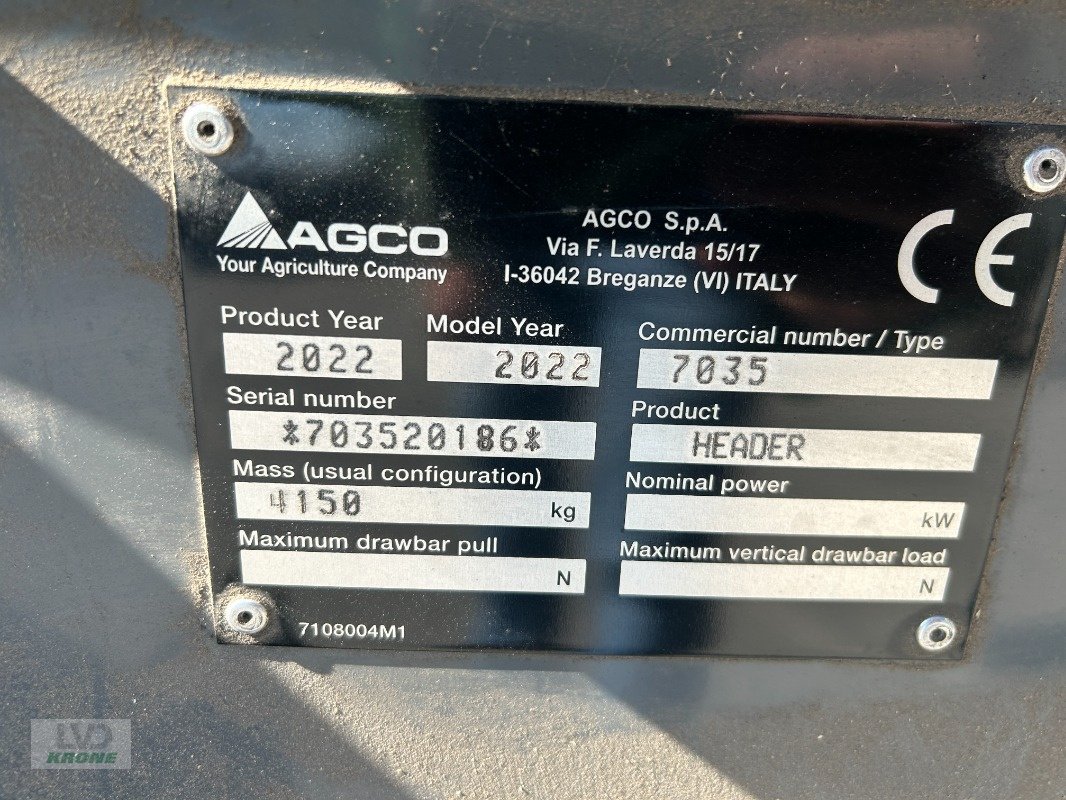 AGCO
Your Agriculture Company
AGCO S.p.A.
Via F. Laverda 15/17
I-36042 Breganze (VI) ITALY
CE
Product Year
2022
Model Year
2022
Commercial number / Type
7035
Serial number
*703520186*
Product
HEADER
Mass (usual configuration)
4150 kg
Nominal power
kW
Maximum drawbar pull
N
Maximum vertical drawbar load
N
7108004M1
LVD
KRONE